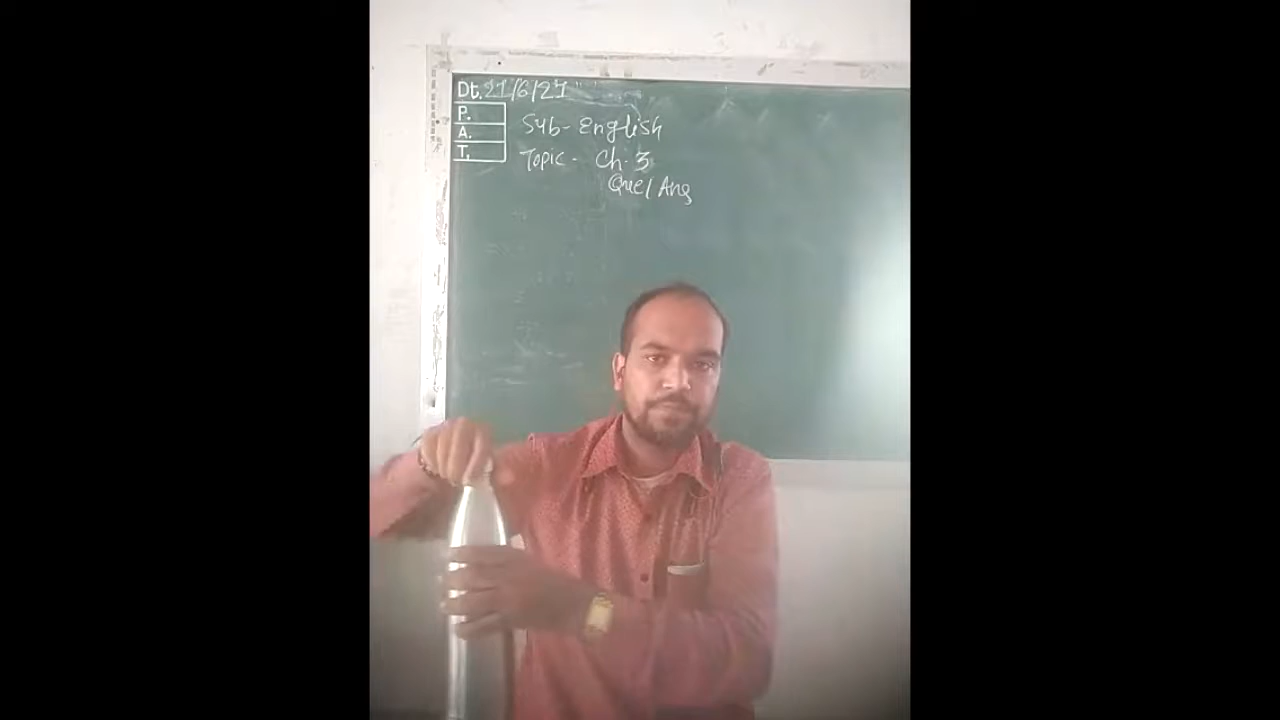 Dt. 21/6/21
P.
A.
T.
Sub- English
Topic - Ch. 3
Que/Ans